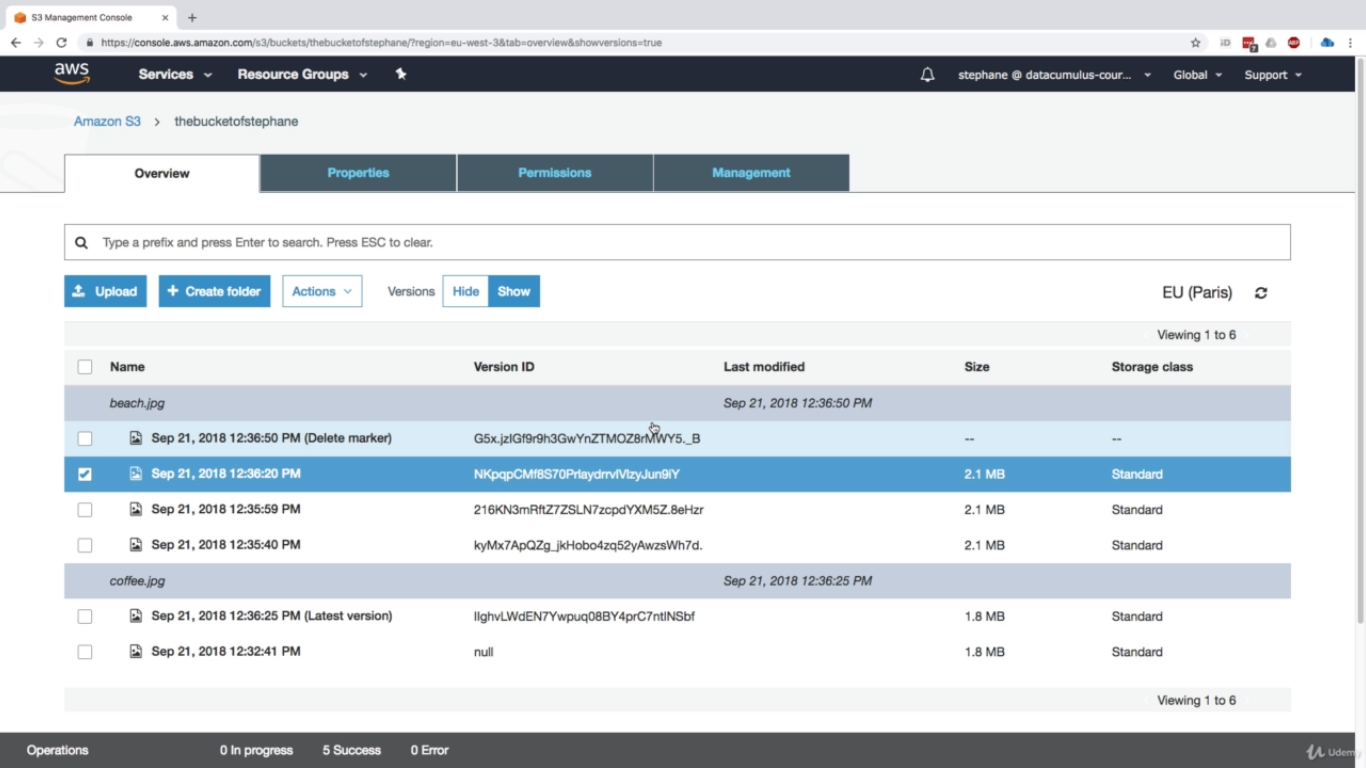 S3 Management Console
https://console.aws.amazon.com/s3/buckets/thebucketofstephane/?region=eu-west-3&tab=overview&showversions=true
aws Services Resource Groups stephane @ datacumulus-cour... Global Support
Amazon S3 > thebucketofstephane
Overview Properties Permissions Management
Type a prefix and press Enter to search. Press ESC to clear.
Upload + Create folder Actions Versions Hide Show EU (Paris)
Viewing 1 to 6
Name Version ID Last modified Size Storage class
beach.jpg Sep 21, 2018 12:36:50 PM
Sep 21, 2018 12:36:50 PM (Delete marker) G5x.jzIGf9r9h3GwYnZTMOZ8rMWY5._B -- --
Sep 21, 2018 12:36:20 PM NKpqpCMf8S70PrlaydrrvlVlzyJun9iY 2.1 MB Standard
Sep 21, 2018 12:35:59 PM 216KN3mRftZ7ZSLN7zcpdYXM5Z.8eHzr 2.1 MB Standard
Sep 21, 2018 12:35:40 PM kyMx7ApQZg_jkHobo4zq52yAwzsWh7d. 2.1 MB Standard
coffee.jpg Sep 21, 2018 12:36:25 PM
Sep 21, 2018 12:36:25 PM (Latest version) lIghvLWdEN7Ywpuq08BY4prC7ntlNSbf 1.8 MB Standard
Sep 21, 2018 12:32:41 PM null 1.8 MB Standard
Viewing 1 to 6
Operations 0 In progress 5 Success 0 Error
Udemy